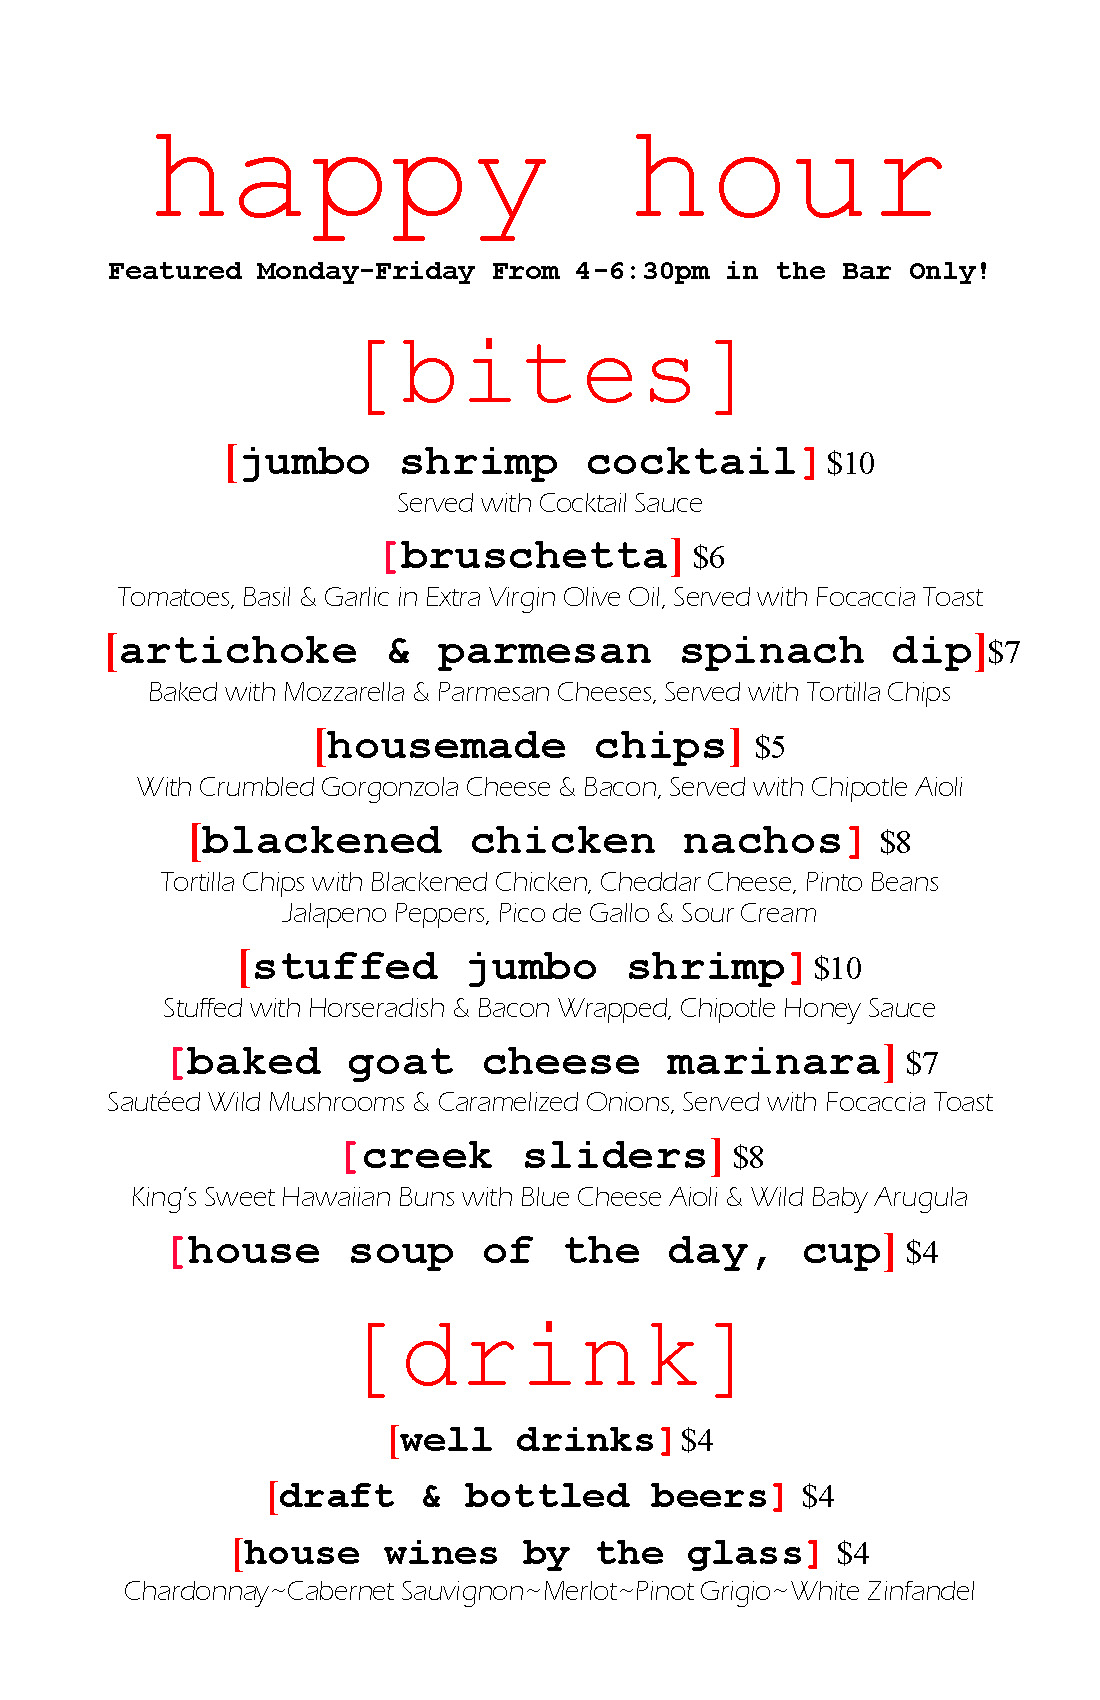 happy hour
Featured Monday-Friday From 4-6:30pm in the Bar Only!
[bites]
[jumbo shrimp cocktail] $10
Served with Cocktail Sauce
[bruschetta] $6
Tomatoes, Basil & Garlic in Extra Virgin Olive Oil, Served with Focaccia Toast
[artichoke & parmesan spinach dip]$7
Baked with Mozzarella & Parmesan Cheeses, Served with Tortilla Chips
[housemade chips] $5
With Crumbled Gorgonzola Cheese & Bacon, Served with Chipotle Aioli
[blackened chicken nachos] $8
Tortilla Chips with Blackened Chicken, Cheddar Cheese, Pinto Beans
Jalapeno Peppers, Pico de Gallo & Sour Cream
[stuffed jumbo shrimp] $10
Stuffed with Horseradish & Bacon Wrapped, Chipotle Honey Sauce
[baked goat cheese marinara] $7
Sautéed Wild Mushrooms & Caramelized Onions, Served with Focaccia Toast
[creek sliders] $8
King's Sweet Hawaiian Buns with Blue Cheese Aioli & Wild Baby Arugula
[house soup of the day, cup] $4
[drink]
[well drinks] $4
[draft & bottled beers] $4
[house wines by the glass] $4
Chardonnay~Cabernet Sauvignon~Merlot~Pinot Grigio~White Zinfandel